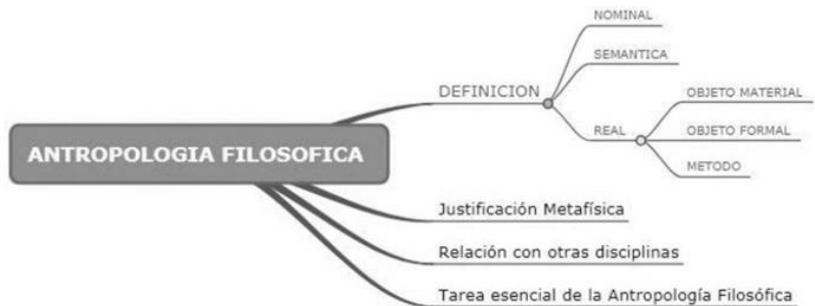 NOMINAL
SEMANTICA
DEFINICION
OBJETO MATERIAL
REAL
OBJETO FORMAL
METODO
ANTROPOLOGIA FILOSOFICA
Justificación Metafísica
Relación con otras disciplinas
Tarea esencial de la Antropología Filosófica